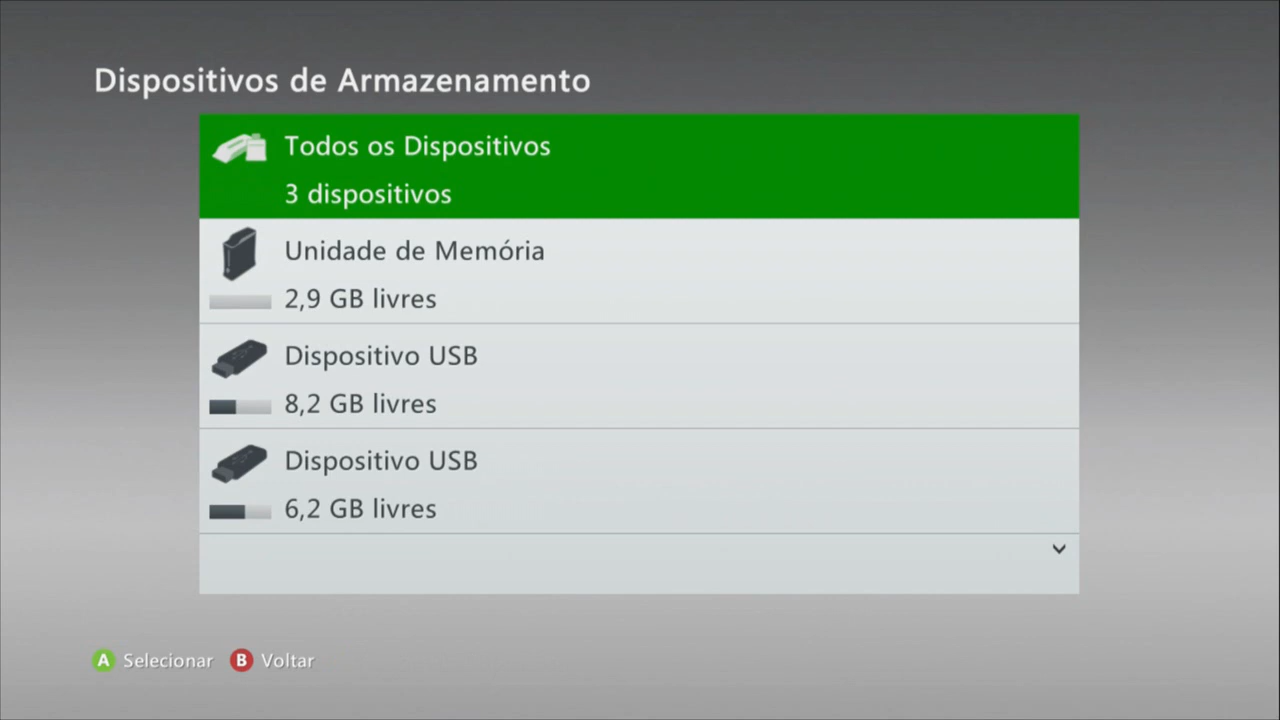 Dispositivos de Armazenamento
Todos os Dispositivos
3 dispositivos
Unidade de Memória
2,9 GB livres
Dispositivo USB
8,2 GB livres
Dispositivo USB
6,2 GB livres
A Selecionar B Voltar